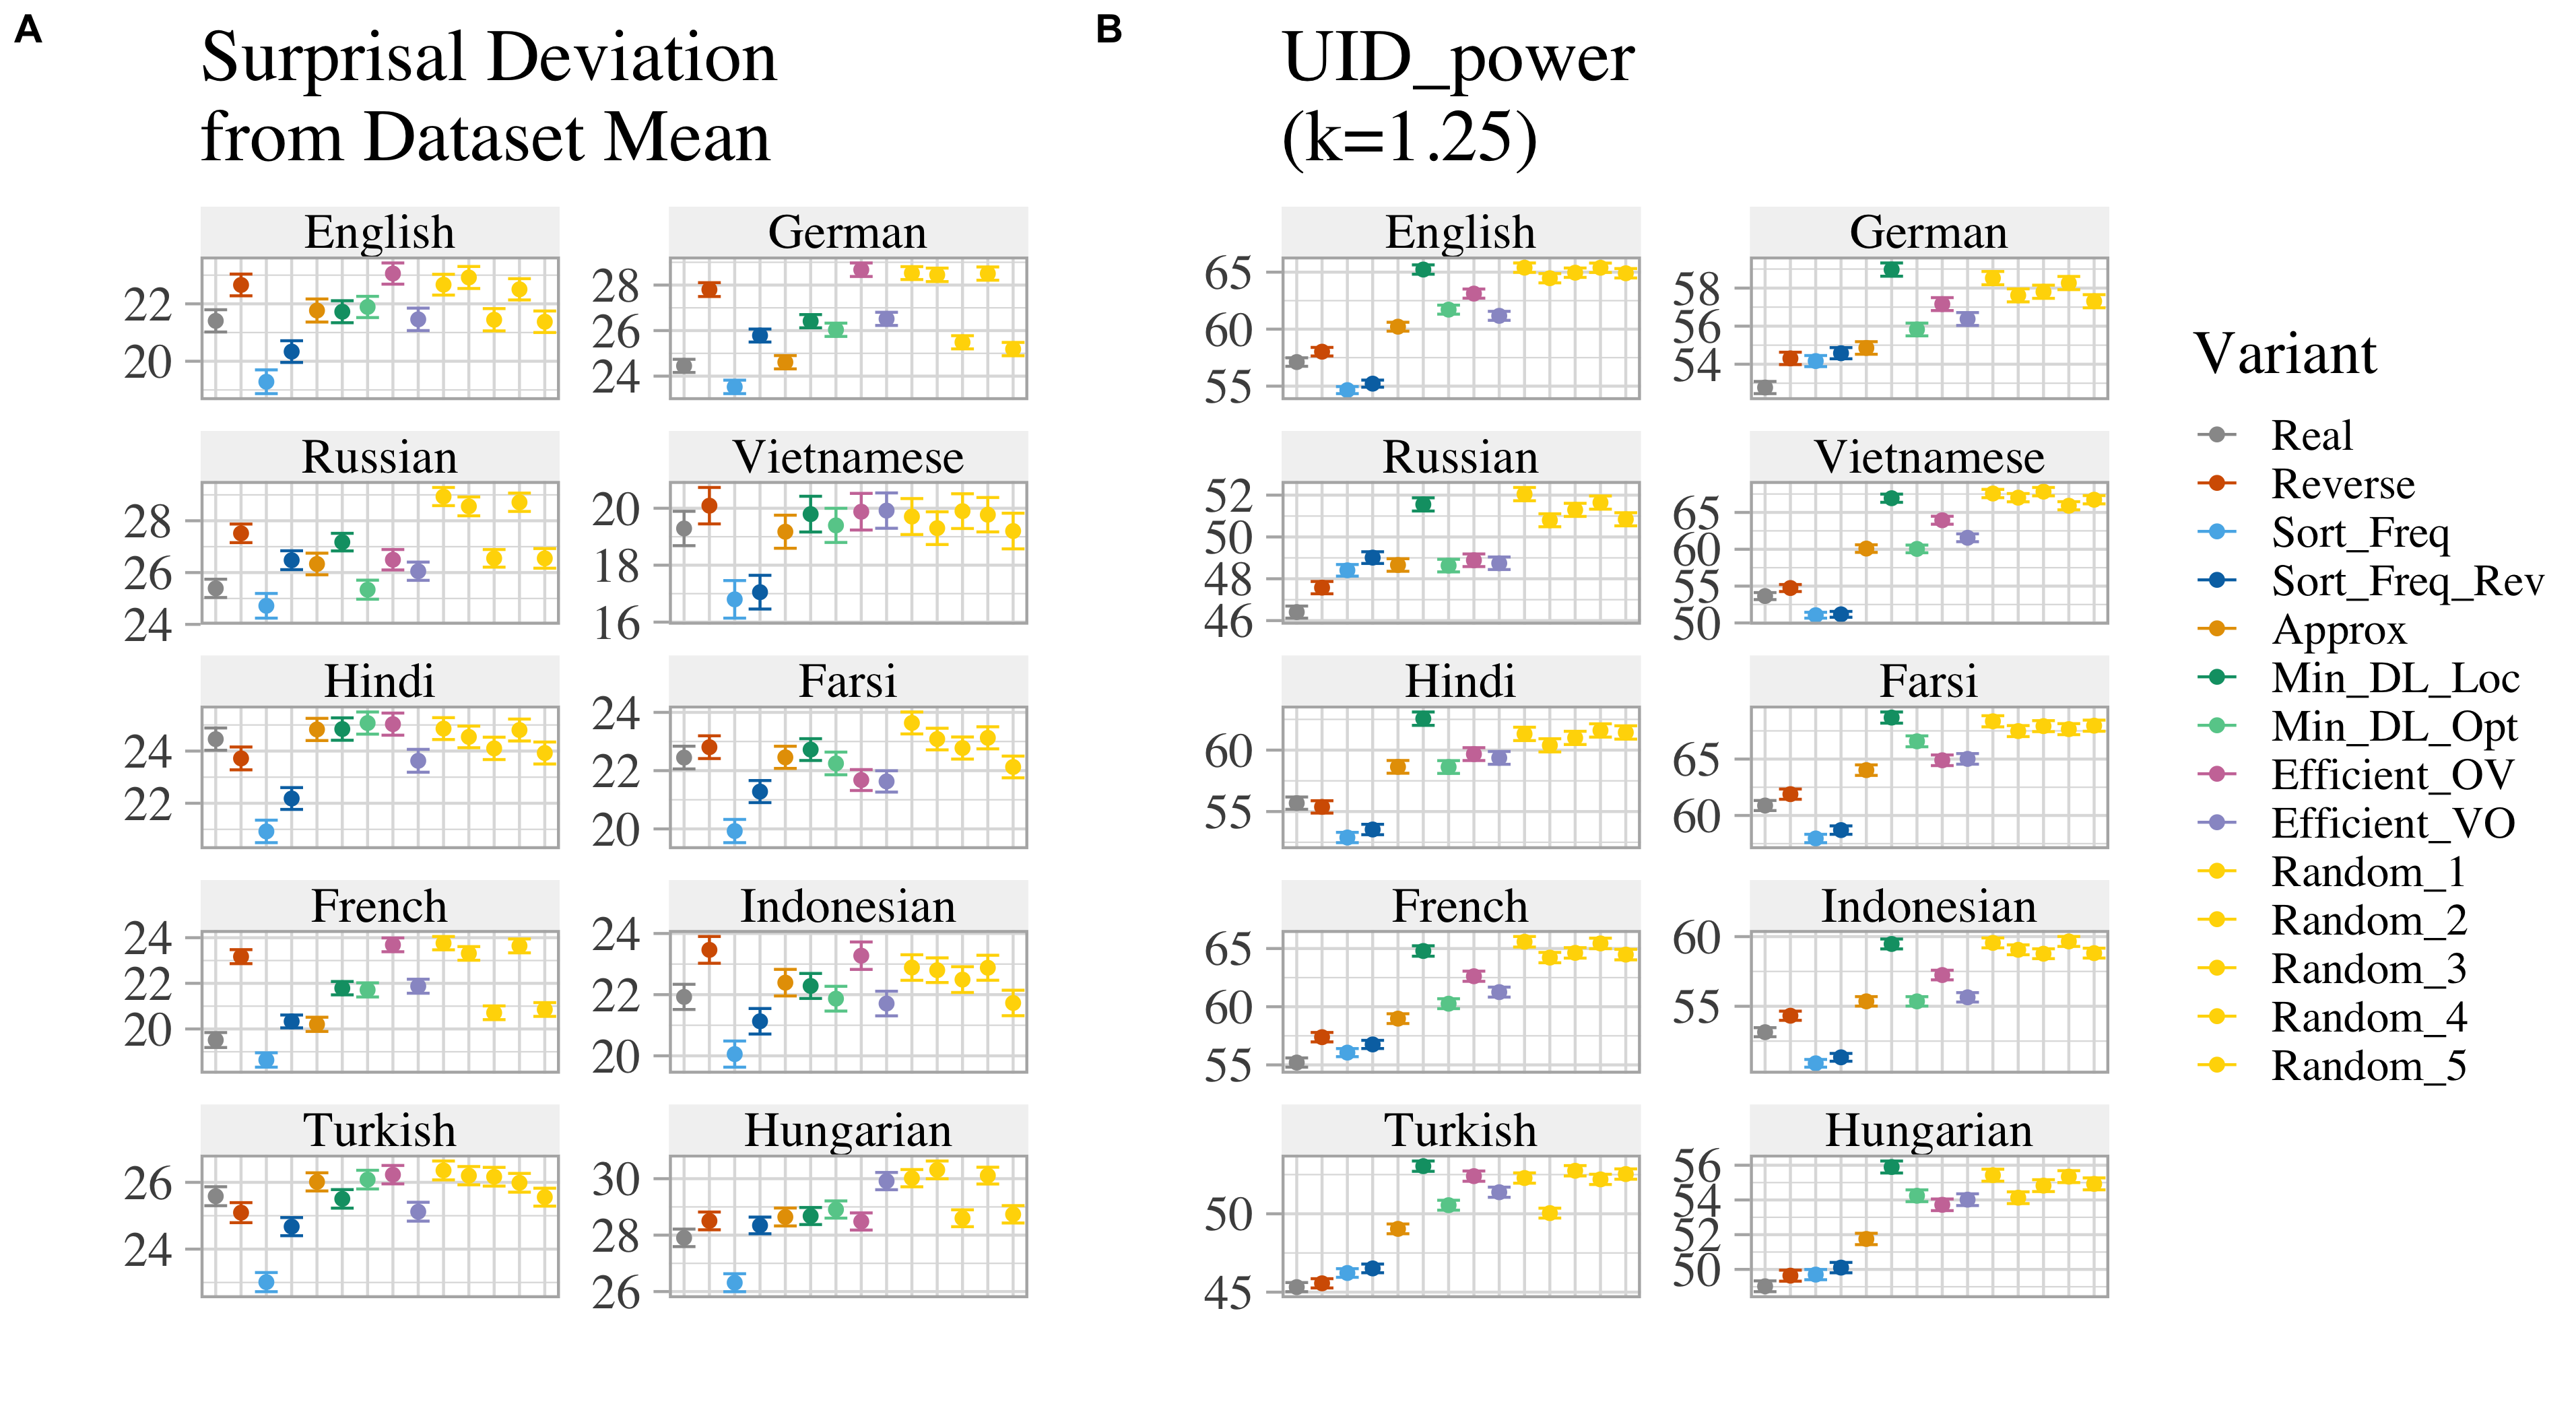 A
Surprisal Deviation
from Dataset Mean
English
22
20
German
28
26
24
Russian
28
26
24
Vietnamese
20
18
16
Hindi
24
22
Farsi
24
22
20
French
24
22
20
Indonesian
24
22
20
Turkish
26
24
Hungarian
30
28
26
B
UID_power
(k=1.25)
English
65
60
55
German
58
56
54
Russian
52
50
48
46
Vietnamese
65
60
55
50
Hindi
60
55
Farsi
65
60
French
65
60
55
Indonesian
60
55
Turkish
50
45
Hungarian
56
54
52
50
Variant
Real
Reverse
Sort_Freq
Sort_Freq_Rev
Approx
Min_DL_Loc
Min_DL_Opt
Efficient_OV
Efficient_VO
Random_1
Random_2
Random_3
Random_4
Random_5